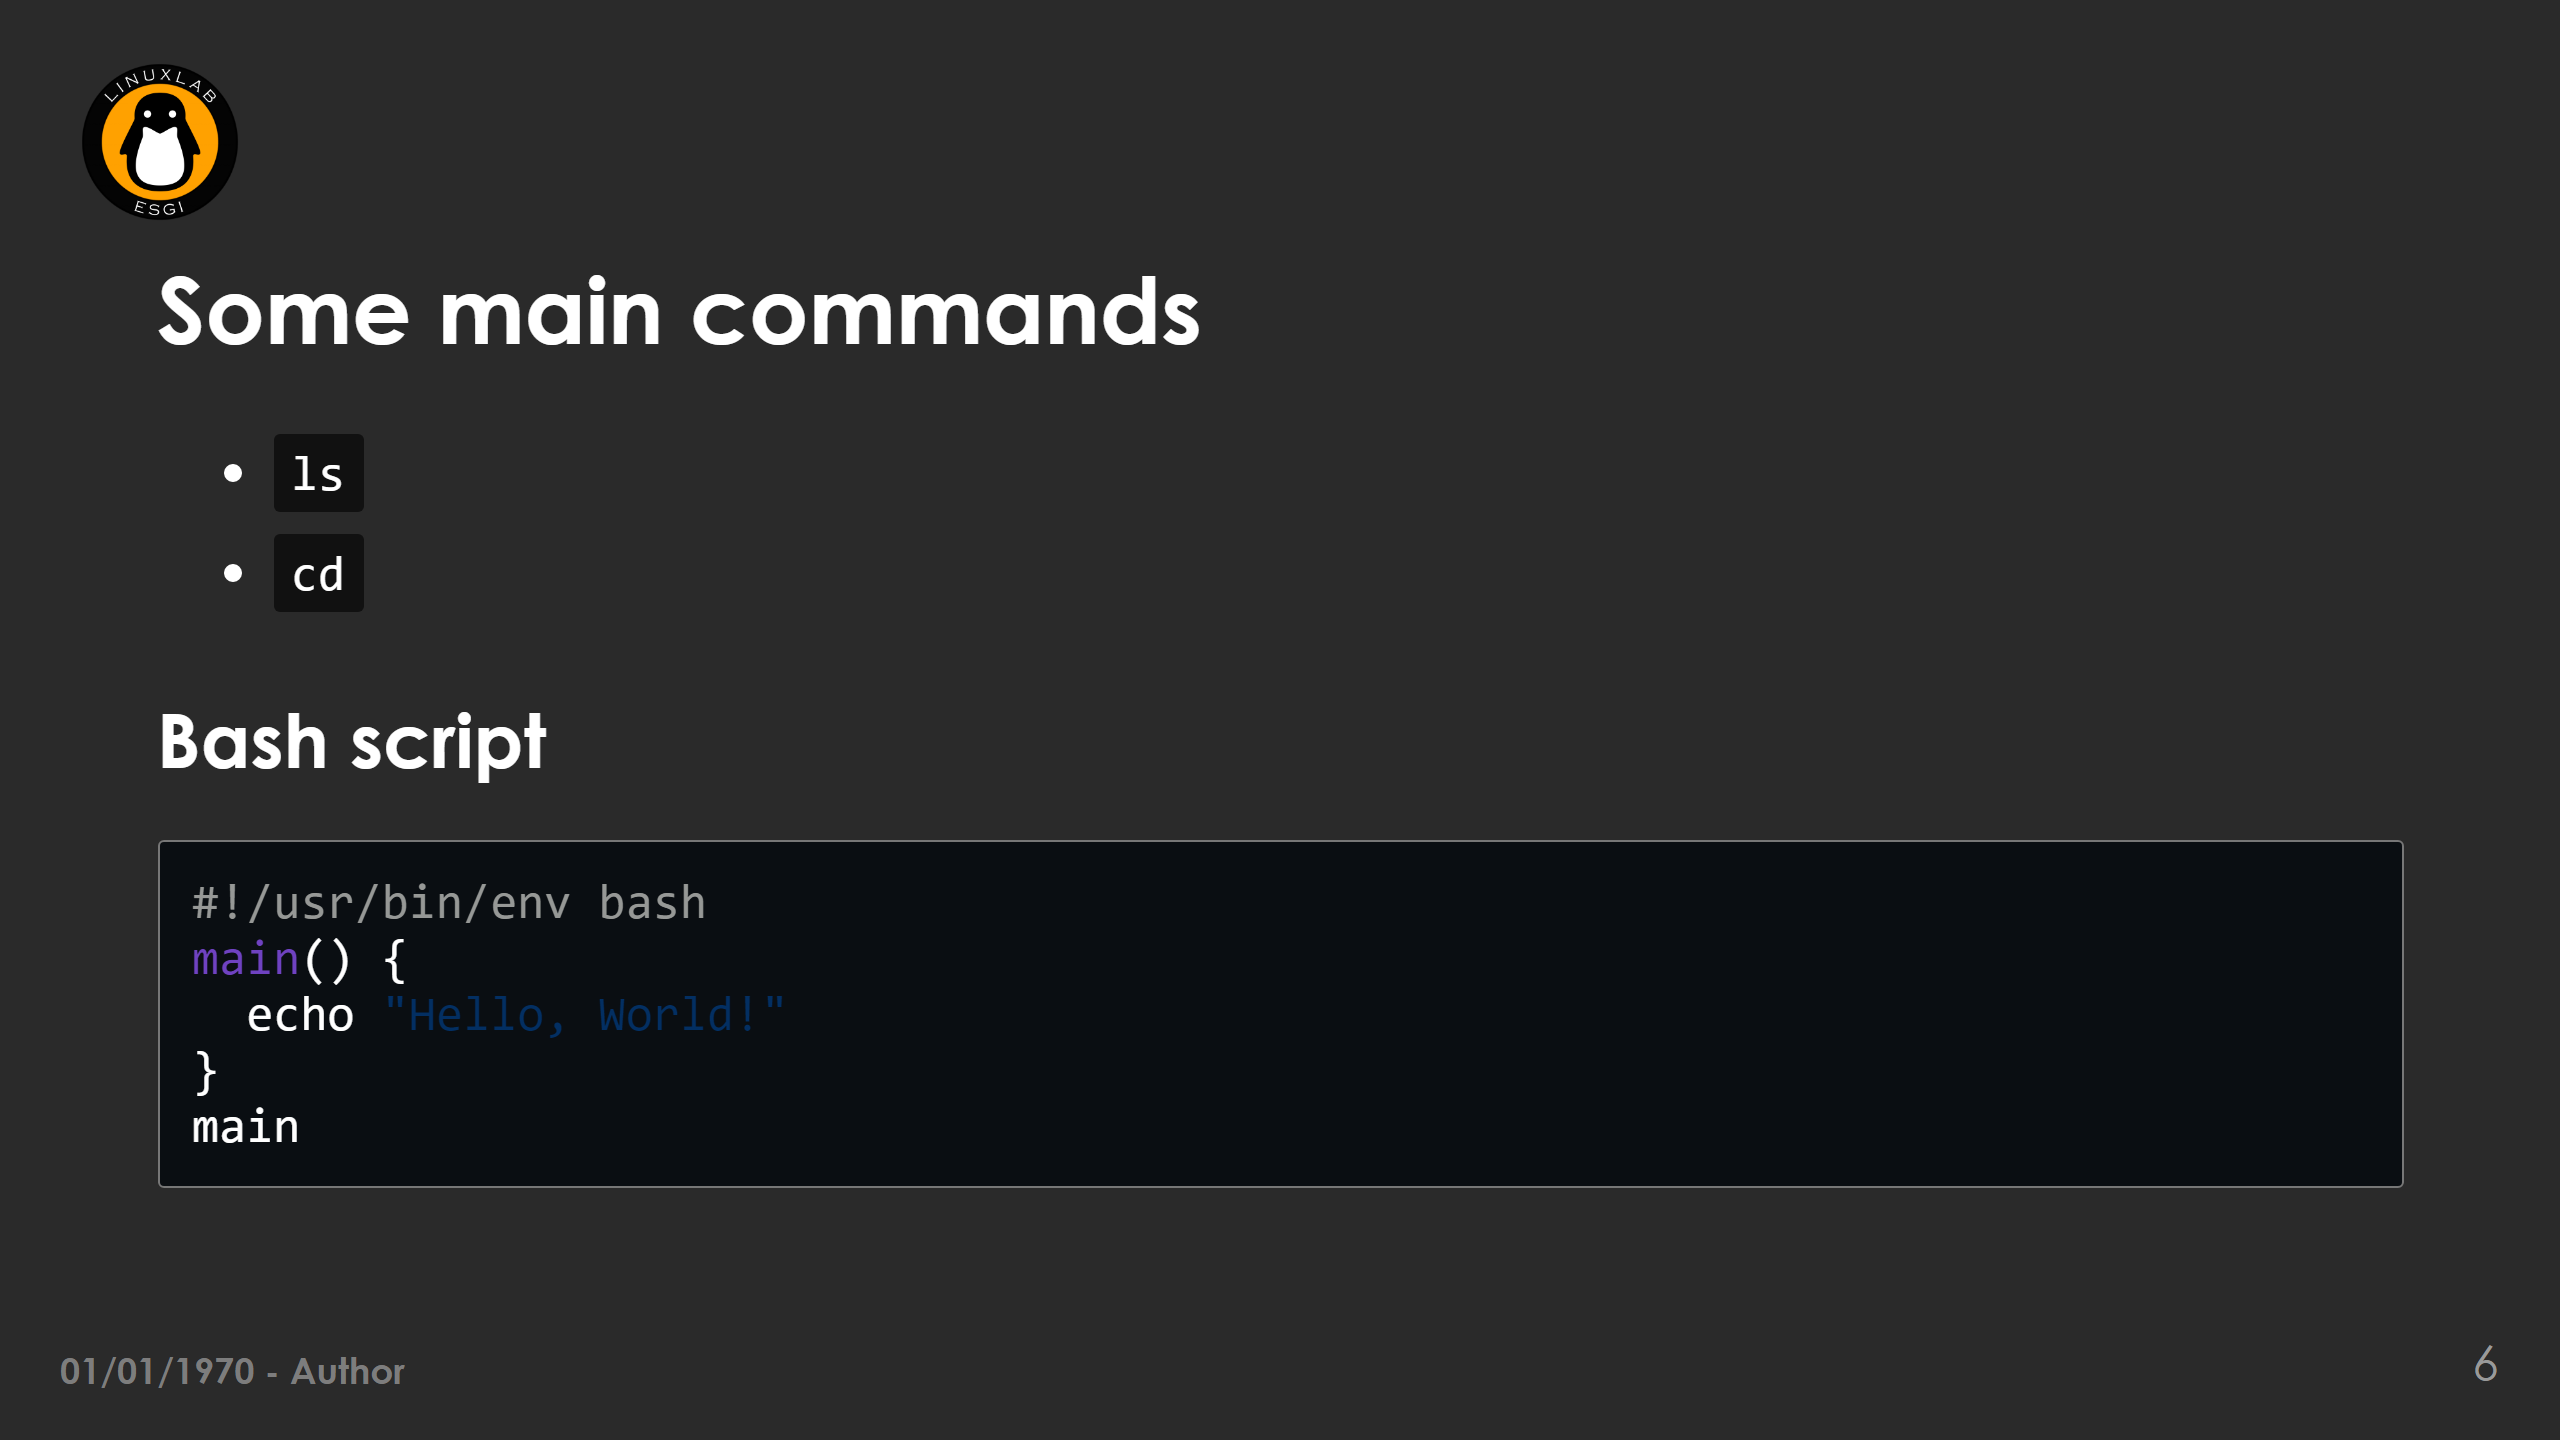 LINUXLAB
ESGI
Some main commands
• ls
• cd
Bash script
#!/usr/bin/env bash
main() {
  echo "Hello, World!"
}
main
01/01/1970 - Author
6